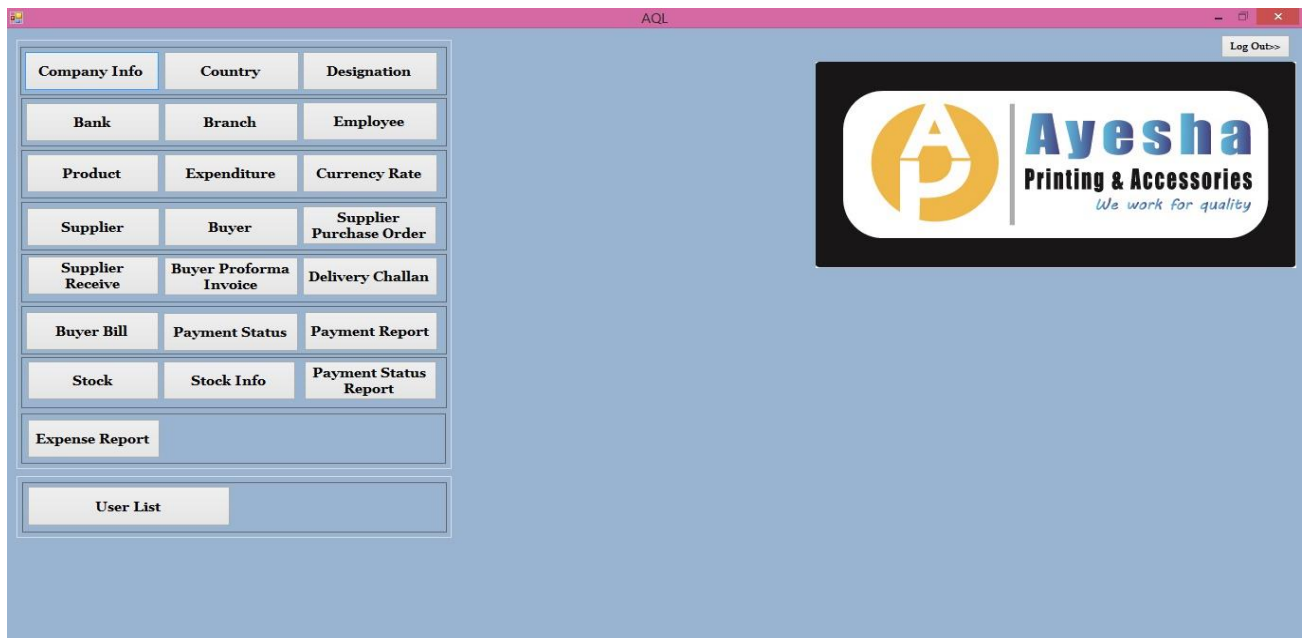 AQL
Log Out>>
Company Info
Country
Designation
Bank
Branch
Employee
Product
Expenditure
Currency Rate
Supplier
Buyer
Supplier
Purchase Order
Supplier
Receive
Buyer Proforma
Invoice
Delivery Challan
Buyer Bill
Payment Status
Payment Report
Stock
Stock Info
Payment Status
Report
Expense Report
User List
AP
Ayesha
Printing & Accessories
We work for quality